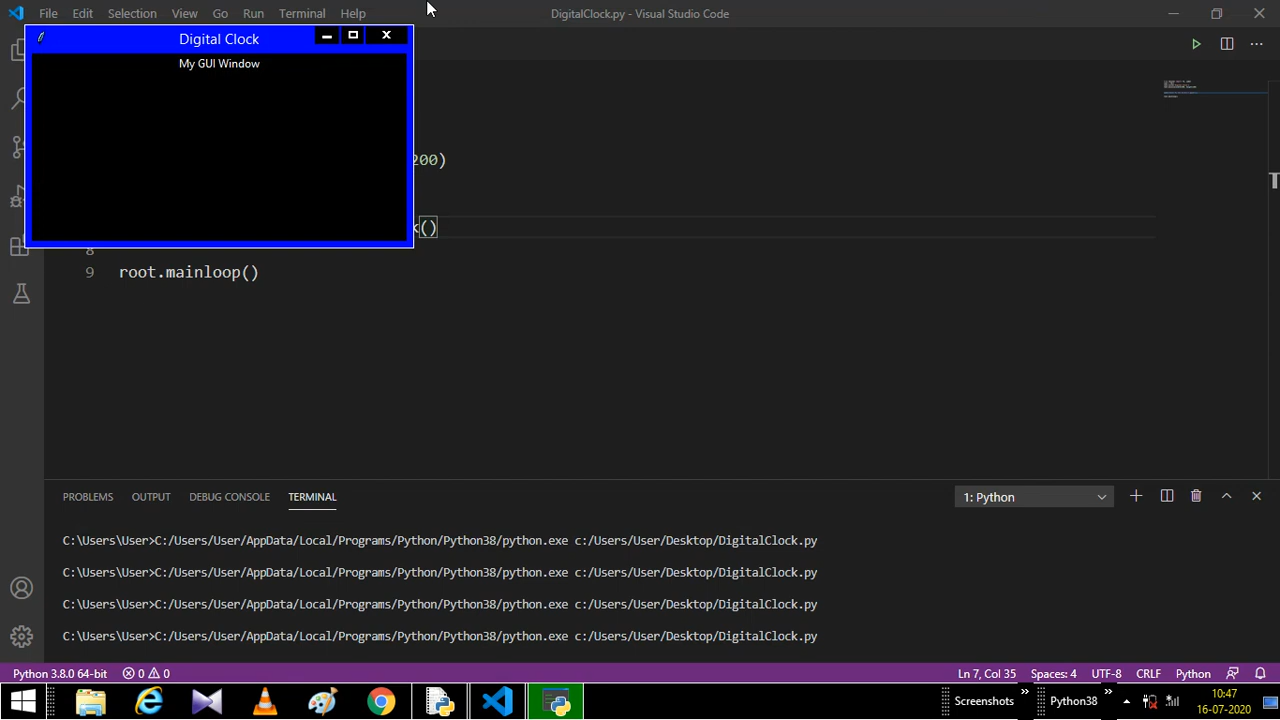 File Edit Selection View Go Run Terminal Help
DigitalClock.py - Visual Studio Code
Digital Clock
My GUI Window
200)
k()
8
9 root.mainloop()
PROBLEMS OUTPUT DEBUG CONSOLE TERMINAL
1: Python
C:\Users\User>C:/Users/User/AppData/Local/Programs/Python/Python38/python.exe c:/Users/User/Desktop/DigitalClock.py
C:\Users\User>C:/Users/User/AppData/Local/Programs/Python/Python38/python.exe c:/Users/User/Desktop/DigitalClock.py
C:\Users\User>C:/Users/User/AppData/Local/Programs/Python/Python38/python.exe c:/Users/User/Desktop/DigitalClock.py
C:\Users\User>C:/Users/User/AppData/Local/Programs/Python/Python38/python.exe c:/Users/User/Desktop/DigitalClock.py
Python 3.8.0 64-bit 0 0 Ln 7, Col 35 Spaces: 4 UTF-8 CRLF Python
Screenshots » Python38 »
10:47
16-07-2020